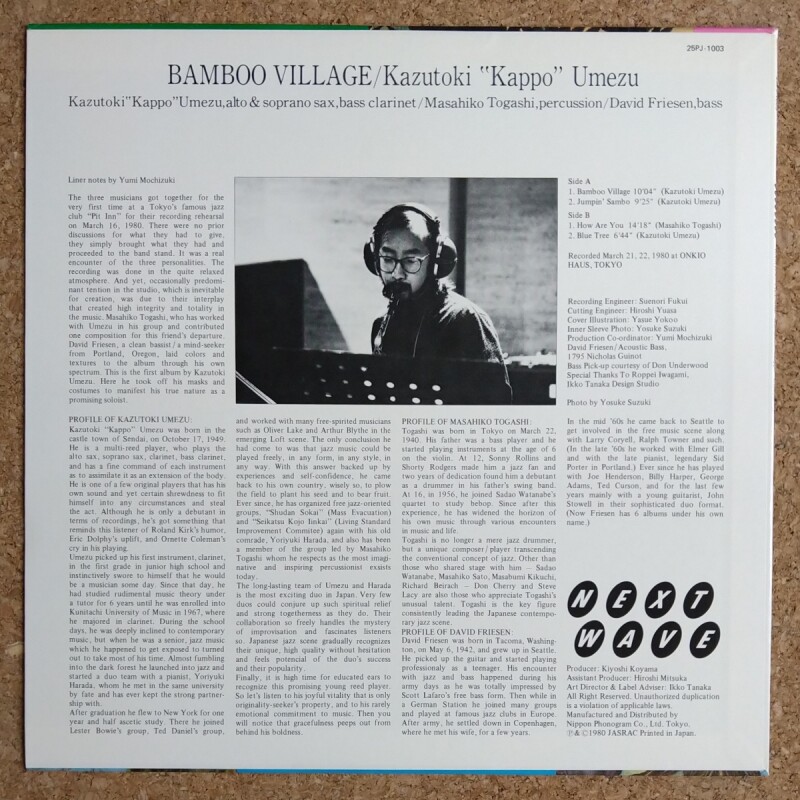 25PJ-1003
BAMBOO VILLAGE/Kazutoki "Kappo" Umezu
Kazutoki"Kappo"Umezu,alto & soprano sax,bass clarinet/Masahiko Togashi,percussion/David Friesen,bass
Liner notes by Yumi Mochizuki
The three musicians got together for the
very first time at a Tokyo's famous jazz
club "Pit Inn" for their recording rehearsal
on March 16, 1980. There were no prior
discussions for what they had to give,
they simply brought what they had and
proceeded to the band stand. It was a real
encounter of the three personalities. The
recording was done in the quite relaxed
atmosphere. And yet, occasionally predomi-
nant tention in the studio, which is inevitable
for creation, was due to their interplay
that created high integrity and totality in
the music. Masahiko Togashi, who has worked
with Umezu in his group and contributed
one composition for this friend's departure.
David Friesen, a clean bassist/a mind-seeker
from Portland, Oregon, laid colors and
textures to the album through his own
spectrum. This is the first album by Kazutoki
Umezu. Here he took off his masks and
costumes to manifest his true nature as a
promising soloist.
PROFILE OF KAZUTOKI UMEZU:
Kazutoki "Kappo" Umezu was born in the
castle town of Sendai, on October 17, 1949.
He is a multi-reed player, who plays the
alto sax, soprano sax, clarinet, bass clarinet,
and has a fine command of each instrument
as to assimilate it as an extension of the body.
He is one of a few original players that has his
own sound and yet certain shrewdness to fit
himself into any circumstances and steal
the act. Although he is only a debutant in
terms of recordings, he's got something that
reminds this listener of Roland Kirk's humor,
Eric Dolphy's uplift, and Ornette Coleman's
cry in his playing.
Umezu picked up his first instrument, clarinet,
in the first grade in junior high school and
instinctively swore to himself that he would
be a musician some day. Since that day, he
had studied rudimental music theory under
a tutor for 6 years until he was enrolled into
Kunitachi University of Music in 1967, where
he majored in clarinet. During the school
days, he was deeply inclined to contemporary
music, but when he was a senior, jazz music
which he happened to get exposed to turned
out to take most of his time. Almost fumbling
into the dark forest he launched into jazz and
started a duo team with a pianist, Yoriyuki
Harada, whom he met in the same university
by fate and has ever kept the strong partner-
ship with.
After graduation he flew to New York for one
year and half ascetic study. There he joined
Lester Bowie's group, Ted Daniel's group,
and worked with many free-spirited musicians
such as Oliver Lake and Arthur Blythe in the
emerging Loft scene. The only conclusion he
had come to was that jazz music could be
played freely, in any form, in any style, in
any way. With this answer backed up by
experiences and self-confidence, he came
back to his own country, wisely so, to plow
the field to plant his seed and to bear fruit.
Ever since, he has organized free jazz-oriented
groups, "Shudan Sokai" (Mass Evacuation)
and "Seikatsu Kojo Iinkai" (Living Standard
Improvement Commitee) again with his old
comrade, Yoriyuki Harada, and also has been
a member of the group led by Masahiko
Togashi whom he respects as the most imagi-
native and inspiring percussionist exsists
today.
The long-lasting team of Umezu and Harada
is the most exciting duo in Japan. Very few
duos could conjure up such spiritual relief
and strong togetherness as they do. Their
collaboration so freely handles the mystery
of improvisation and fascinates listeners
so. Japanese jazz scene gradually recognizes
their unique, high quality without hesitation
and feels potencial of the duo's success
and their popularity.
Finally, it is high time for educated ears to
recognize this promising young reed player.
So let's listen to his joyful vitality that is only
originality-seeker's property, and to his rarely
emotional commitment to music. Then you
will notice that gracefulness peeps out from
behind his boldness.
PROFILE OF MASAHIKO TOGASHI:
Togashi was born in Tokyo on March 22,
1940. His father was a bass player and he
started playing instruments at the age of 6
on the violin. At 12, Sonny Rollins and
Shorty Rodgers made him a jazz fan and
two years of dedication found him a debutant
as a drummer in his father's swing band.
At 16, in 1956, he joined Sadao Watanabe's
quartet to study bebop. Since after this
experience, he has widened the horizon of
his own music through various encounters
in music and life.
Togashi is no longer a mere jazz drummer,
but a unique composer/player transcending
the conventional concept of jazz. Other than
those who shared stage with him — Sadao
Watanabe, Masahiko Sato, Masabumi Kikuchi,
Richard Beirach — Don Cherry and Steve
Lacy are also those who appreciate Togashi's
unusual talent. Togashi is the key figure
consistently leading the Japanese contempo-
rary jazz scene.
PROFILE OF DAVID FRIESEN:
David Friesen was born in Tacoma, Washing-
ton, on May 6, 1942, and grew up in Seattle.
He picked up the guitar and started playing
professionaly as a teenager. His encounter
with jazz and bass happened during his
army days as he was totally impressed by
Scott Lafaro's free bass form. Then while in
a German Station he joined many groups
and played at famous jazz clubs in Europe.
After army, he settled down in Copenhagen,
where he met his wife, for a few years.
Side A
1. Bamboo Village 10'04" (Kazutoki Umezu)
2. Jumpin' Sambo 9'25" (Kazutoki Umezu)
Side B
1. How Are You 14'18" (Masahiko Togashi)
2. Blue Tree 6'44" (Kazutoki Umezu)
Recorded March 21, 22, 1980 at ONKIO
HAUS, TOKYO
Recording Engineer: Suenori Fukui
Cutting Engineer: Hiroshi Yuasa
Cover Illustration: Yasue Yokoo
Inner Sleeve Photo: Yosuke Suzuki
Production Co-ordinator: Yumi Mochizuki
David Friesen/Acoustic Bass,
1795 Nicholas Guinot
Bass Pick-up courtesy of Don Underwood
Special Thanks To Roppei Iwagami,
Ikko Tanaka Design Studio
Photo by Yosuke Suzuki
In the mid '60s he came back to Seattle to
get involved in the free music scene along
with Larry Coryell, Ralph Towner and such.
(In the late '60s he worked with Elmer Gill
and with the late pianist, legendary Sid
Porter in Portland.) Ever since he has played
with Joe Henderson, Billy Harper, George
Adams, Ted Curson, and for the last few
years mainly with a young guitarist, John
Stowell in their sophisticated duo format.
(Now Friesen has 6 albums under his own
name.)
NEXT
WAVE
Producer: Kiyoshi Koyama
Assistant Producer: Hiroshi Mitsuka
Art Director & Label Adviser: Ikko Tanaka
All Right Reserved. Unauthorized duplication
is a violation of applicable laws.
Manufactured and Distributed by
Nippon Phonogram Co., Ltd. Tokyo.
℗&©1980 JASRAC Printed in Japan.